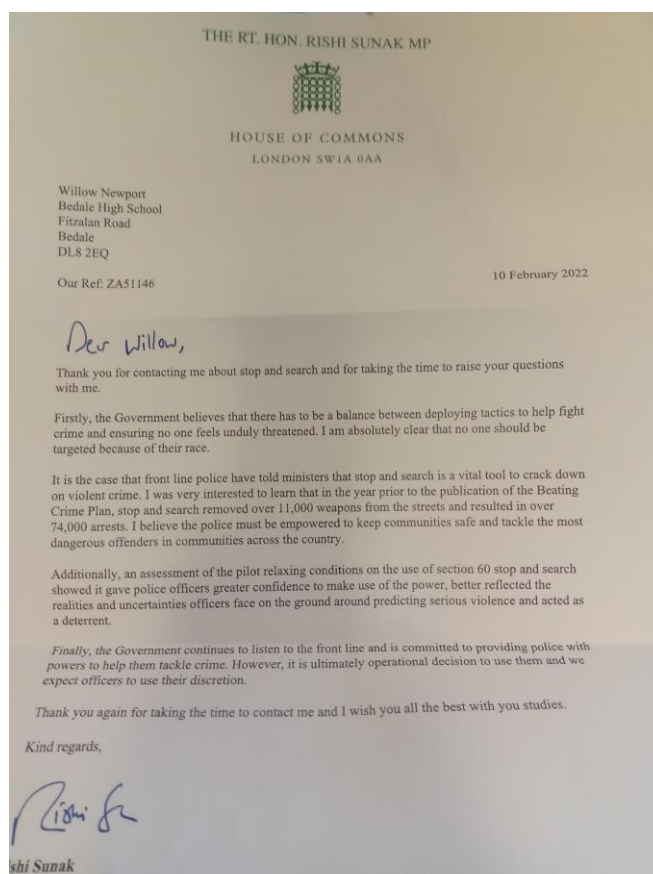 THE RT. HON. RISHI SUNAK MP
HOUSE OF COMMONS
LONDON SW1A 0AA
Willow Newport
Bedale High School
Fitzalan Road
Bedale
DL8 2EQ
Our Ref: ZA51146
10 February 2022
Dear Willow,
Thank you for contacting me about stop and search and for taking the time to raise your questions
with me.
Firstly, the Government believes that there has to be a balance between deploying tactics to help fight
crime and ensuring no one feels unduly threatened. I am absolutely clear that no one should be
targeted because of their race.
It is the case that front line police have told ministers that stop and search is a vital tool to crack down
on violent crime. I was very interested to learn that in the year prior to the publication of the Beating
Crime Plan, stop and search removed over 11,000 weapons from the streets and resulted in over
74,000 arrests. I believe the police must be empowered to keep communities safe and tackle the most
dangerous offenders in communities across the country.
Additionally, an assessment of the pilot relaxing conditions on the use of section 60 stop and search
showed it gave police officers greater confidence to make use of the power, better reflected the
realities and uncertainties officers face on the ground around predicting serious violence and acted as
a deterrent.
Finally, the Government continues to listen to the front line and is committed to providing police with
powers to help them tackle crime. However, it is ultimately operational decision to use them and we
expect officers to use their discretion.
Thank you again for taking the time to contact me and I wish you all the best with you studies.
Kind regards,
Rishi Sunak
shi Sunak